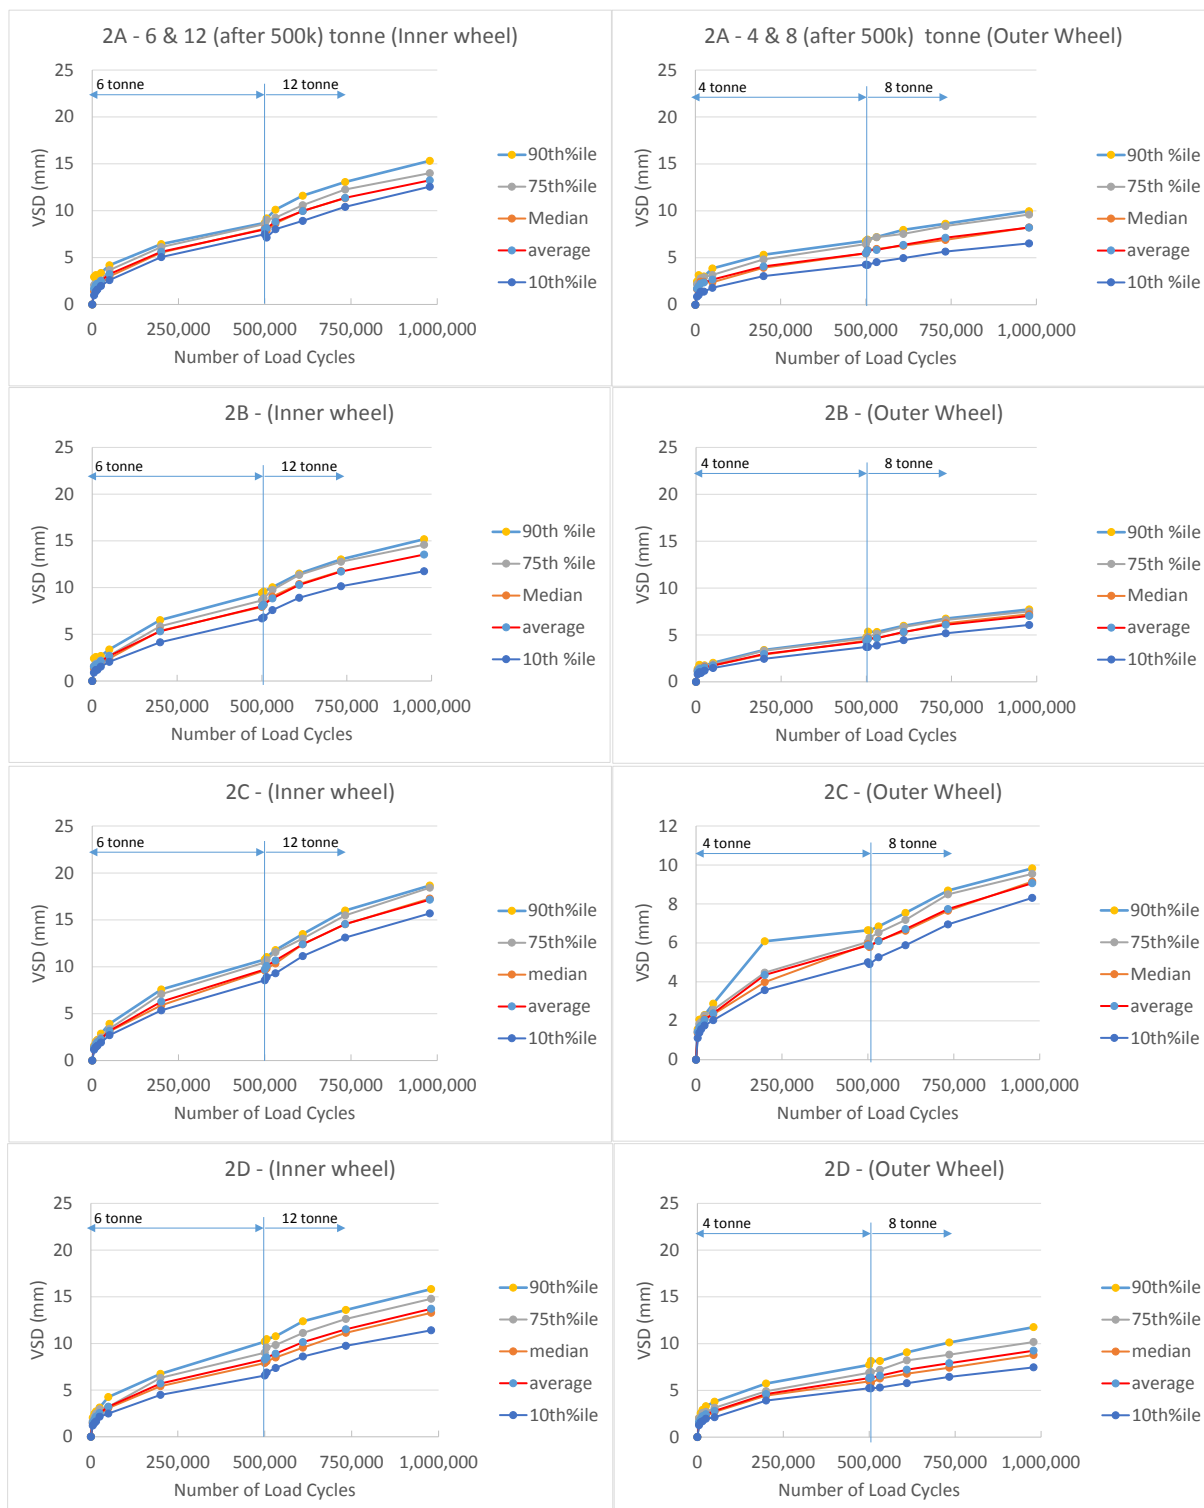 2A - 6 & 12 (after 500k) tonne (Inner wheel)
25
20
15
10
5
0
VSD (mm)
6 tonne
12 tonne
0
250,000
500,000
750,000
1,000,000
Number of Load Cycles
90th%ile
75th%ile
Median
average
10th%ile
2A - 4 & 8 (after 500k) tonne (Outer Wheel)
25
20
15
10
5
0
VSD (mm)
4 tonne
8 tonne
0
250,000
500,000
750,000
1,000,000
Number of Load Cycles
90th %ile
75th %ile
Median
average
10th %ile
2B - (Inner wheel)
25
20
15
10
5
0
VSD (mm)
6 tonne
12 tonne
0
250,000
500,000
750,000
1,000,000
Number of Load Cycles
90th %ile
75th %ile
Median
average
10th %ile
2B - (Outer Wheel)
25
20
15
10
5
0
VSD (mm)
4 tonne
8 tonne
0
250,000
500,000
750,000
1,000,000
Number of Load Cycles
90th %ile
75th %ile
Median
average
10th %ile
2C - (Inner wheel)
25
20
15
10
5
0
VSD (mm)
6 tonne
12 tonne
0
250,000
500,000
750,000
1,000,000
Number of Load Cycles
90th%ile
75th%ile
median
average
10th%ile
2C - (Outer Wheel)
12
10
8
6
4
2
0
VSD (mm)
4 tonne
8 tonne
0
250,000
500,000
750,000
1,000,000
Number of Load Cycles
90th%ile
75th%ile
Median
average
10th%ile
2D - (Inner wheel)
25
20
15
10
5
0
VSD (mm)
6 tonne
12 tonne
0
250,000
500,000
750,000
1,000,000
Number of Load Cycles
90th%ile
75th%ile
median
average
10th%ile
2D - (Outer Wheel)
25
20
15
10
5
0
VSD (mm)
4 tonne
8 tonne
0
250,000
500,000
750,000
1,000,000
Number of Load Cycles
90th%ile
75th%ile
median
average
10th%ile